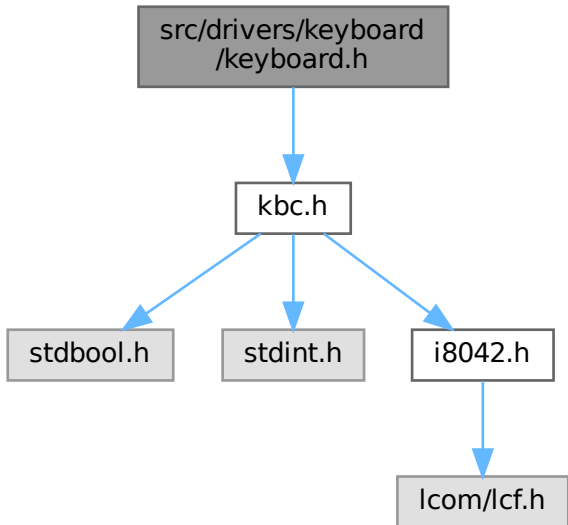 src/drivers/keyboard
/keyboard.h
kbc.h
stdbool.h
stdint.h
i8042.h
lcom/lcf.h